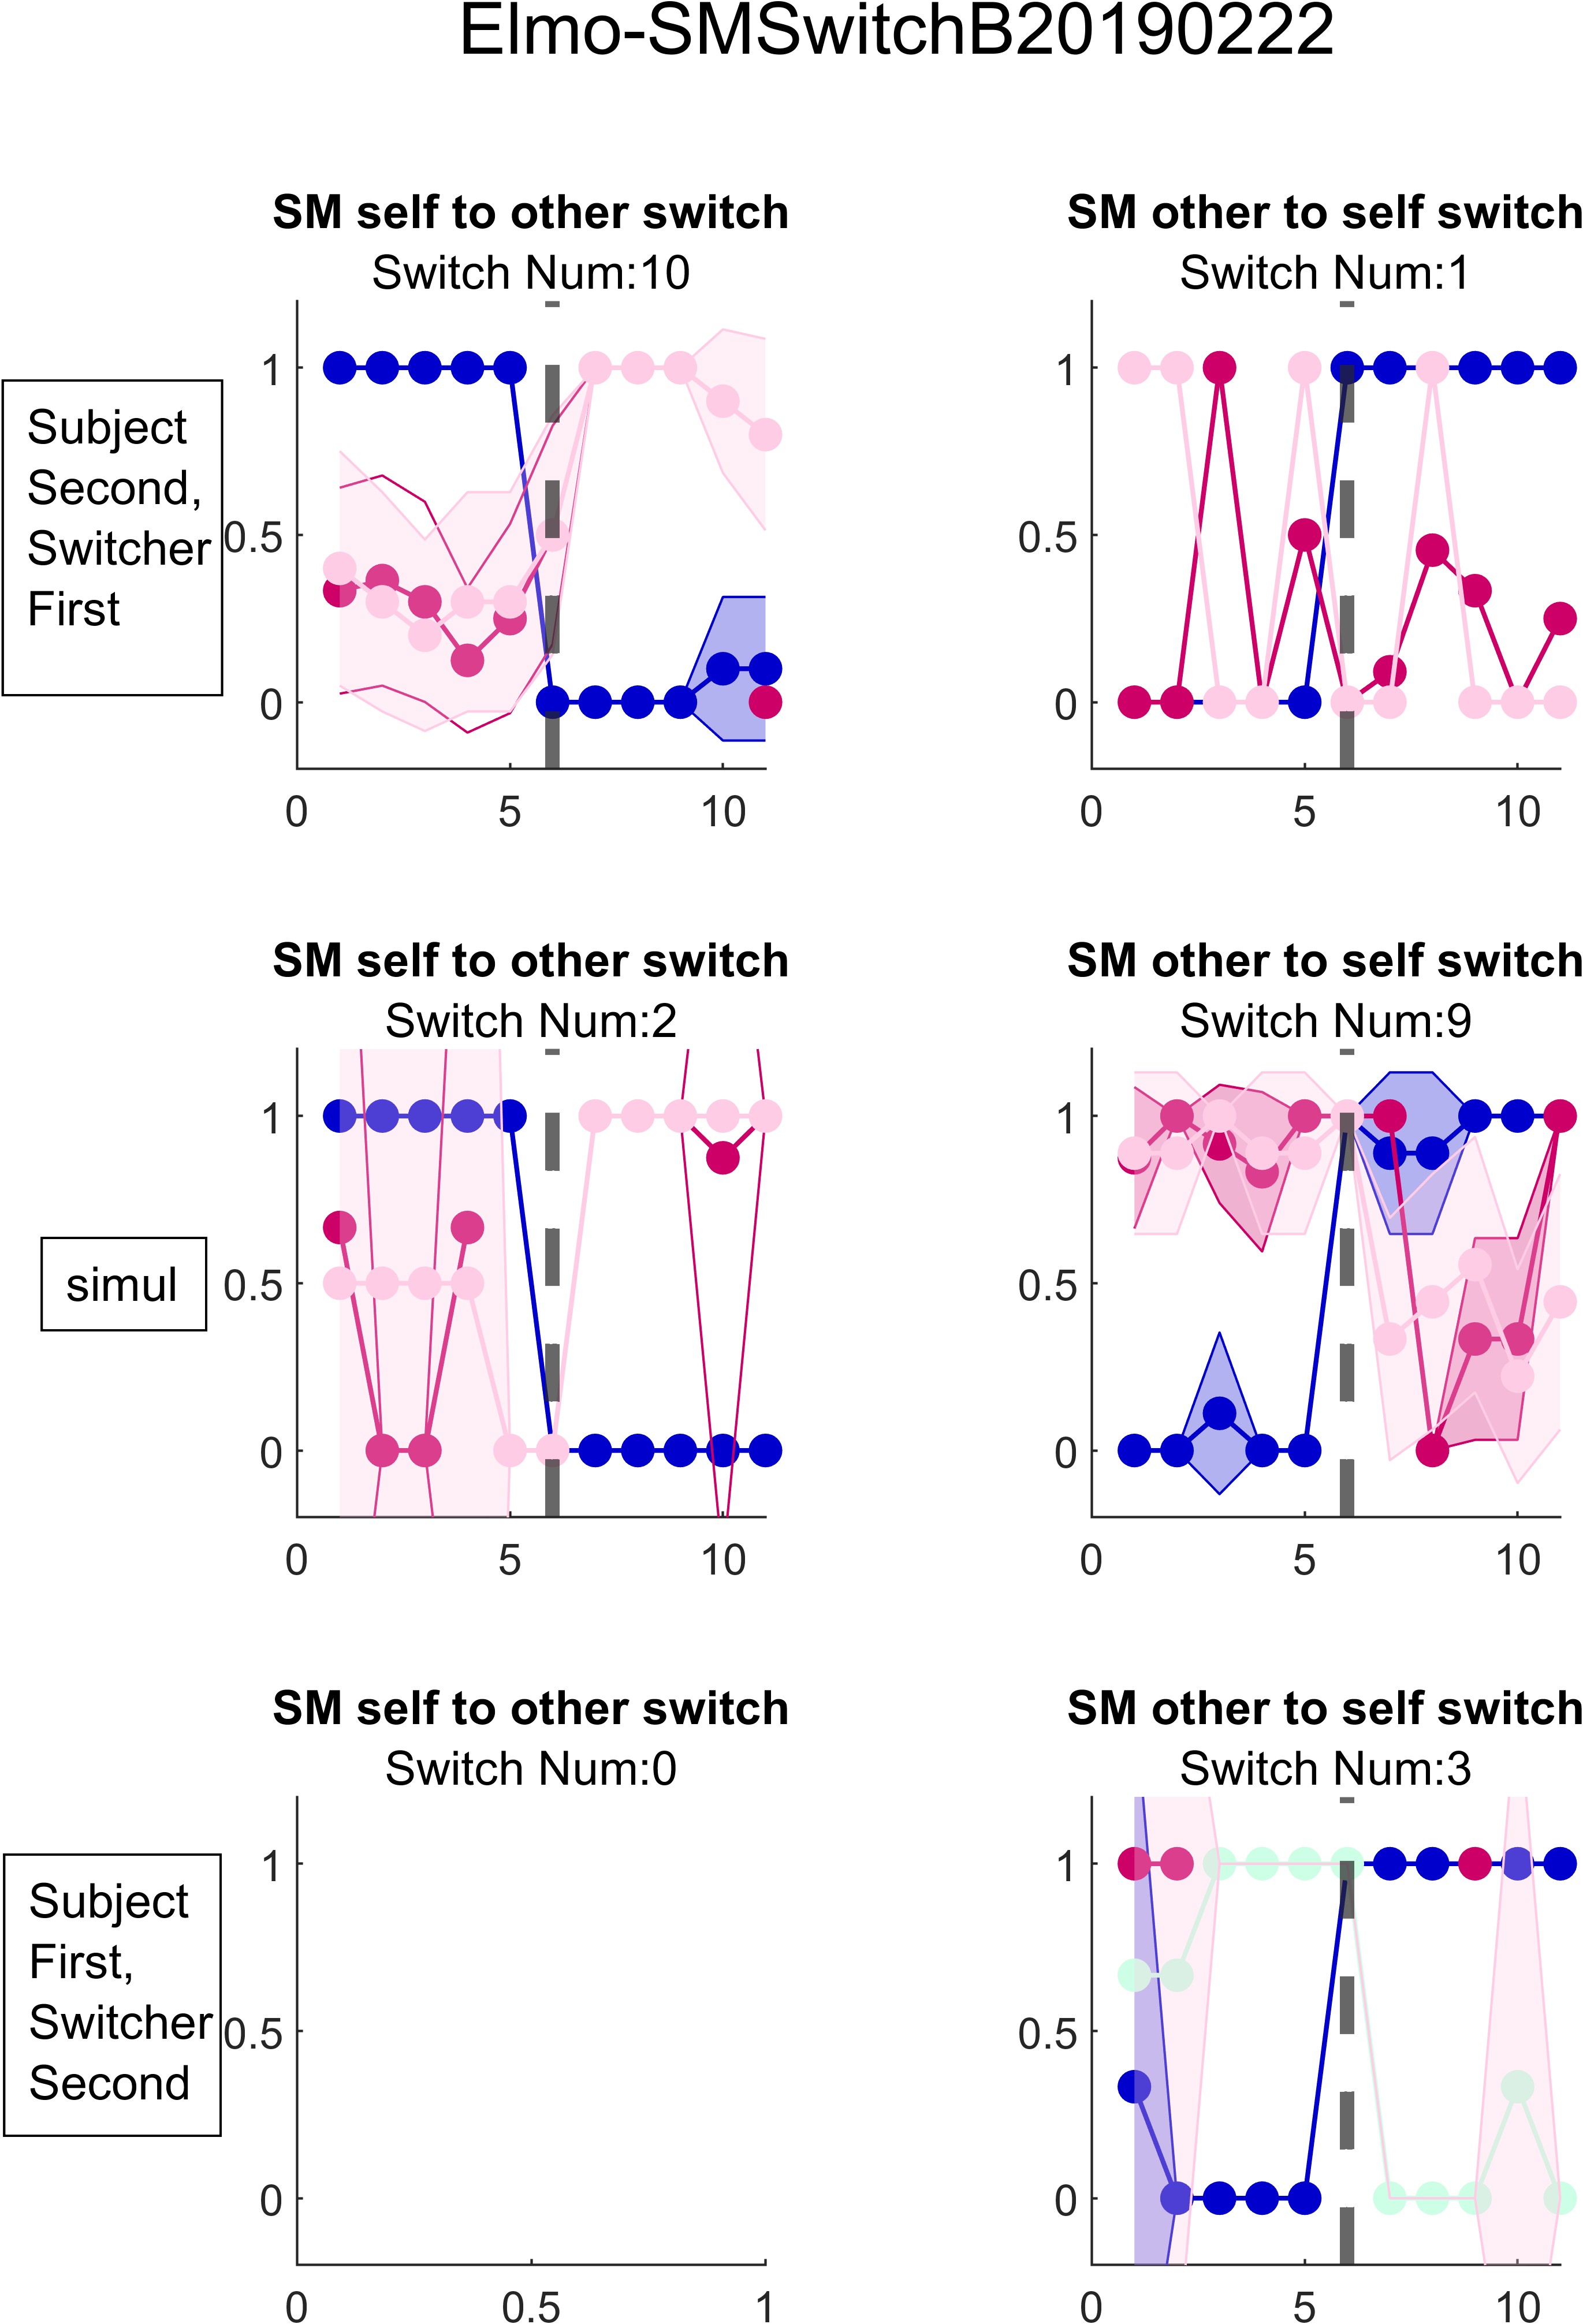 Elmo-SMSwitchB20190222
SM self to other switch
Switch Num:10
SM other to self switch
Switch Num:1
Subject
Second,
Switcher
First
1
0.5
0
0 5 10
1
0.5
0
0 5 10
SM self to other switch
Switch Num:2
SM other to self switch
Switch Num:9
simul
1
0.5
0
0 5 10
1
0.5
0
0 5 10
SM self to other switch
Switch Num:0
SM other to self switch
Switch Num:3
Subject
First,
Switcher
Second
1
0.5
0
0 0.5 1
1
0.5
0
0 5 10